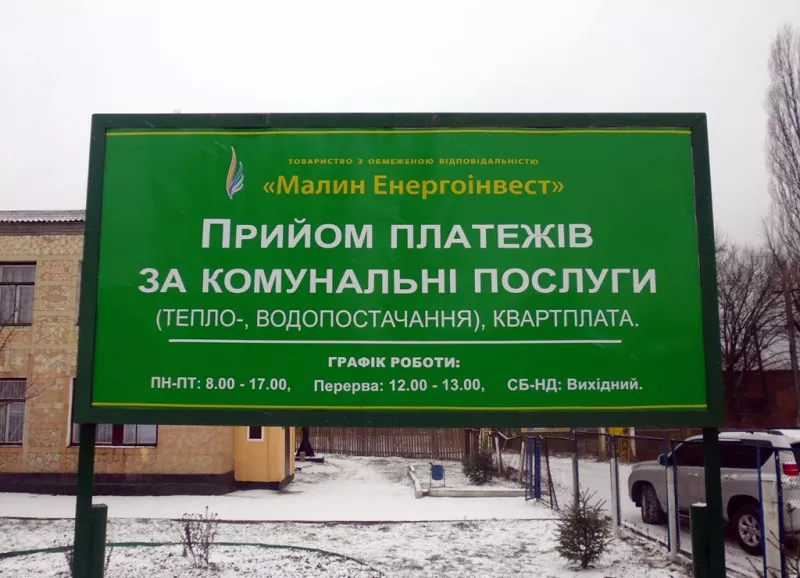 ТОВАРИСТВО З ОБМЕЖЕНОЮ ВІДПОВІДАЛЬНІСТЮ
«Малин Енергоінвест»
ПРИЙОМ ПЛАТЕЖІВ
ЗА КОМУНАЛЬНІ ПОСЛУГИ
(ТЕПЛО-, ВОДОПОСТАЧАННЯ), КВАРТПЛАТА.
ГРАФІК РОБОТИ:
ПН-ПТ: 8.00 - 17.00, Перерва: 12.00 - 13.00, СБ-НД: Вихідний.